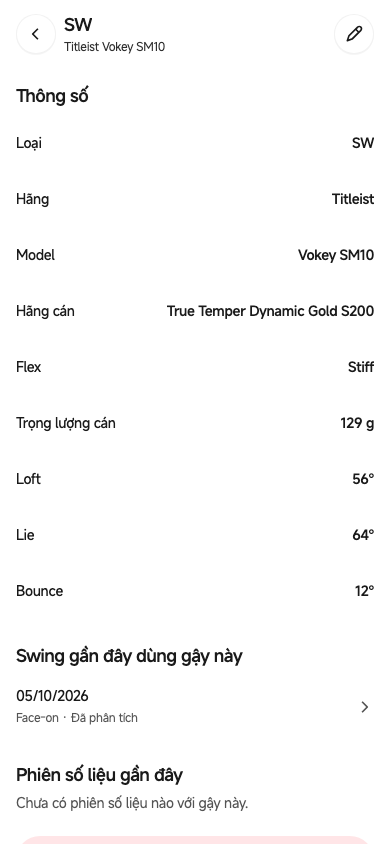 SW
Titleist Vokey SM10
Thông số
Loại SW
Hãng Titleist
Model Vokey SM10
Hãng cán True Temper Dynamic Gold S200
Flex Stiff
Trọng lượng cán 129 g
Loft 56°
Lie 64°
Bounce 12°
Swing gần đây dùng gậy này
05/10/2026
Face-on · Đã phân tích
Phiên số liệu gần đây
Chưa có phiên số liệu nào với gậy này.